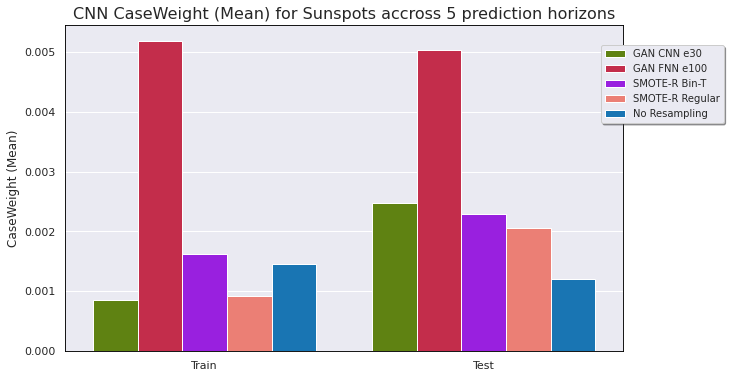 CNN CaseWeight (Mean) for Sunspots accross 5 prediction horizons
CaseWeight (Mean)
0.005
0.004
0.003
0.002
0.001
0.000
Train
Test
GAN CNN e30
GAN FNN e100
SMOTE-R Bin-T
SMOTE-R Regular
No Resampling